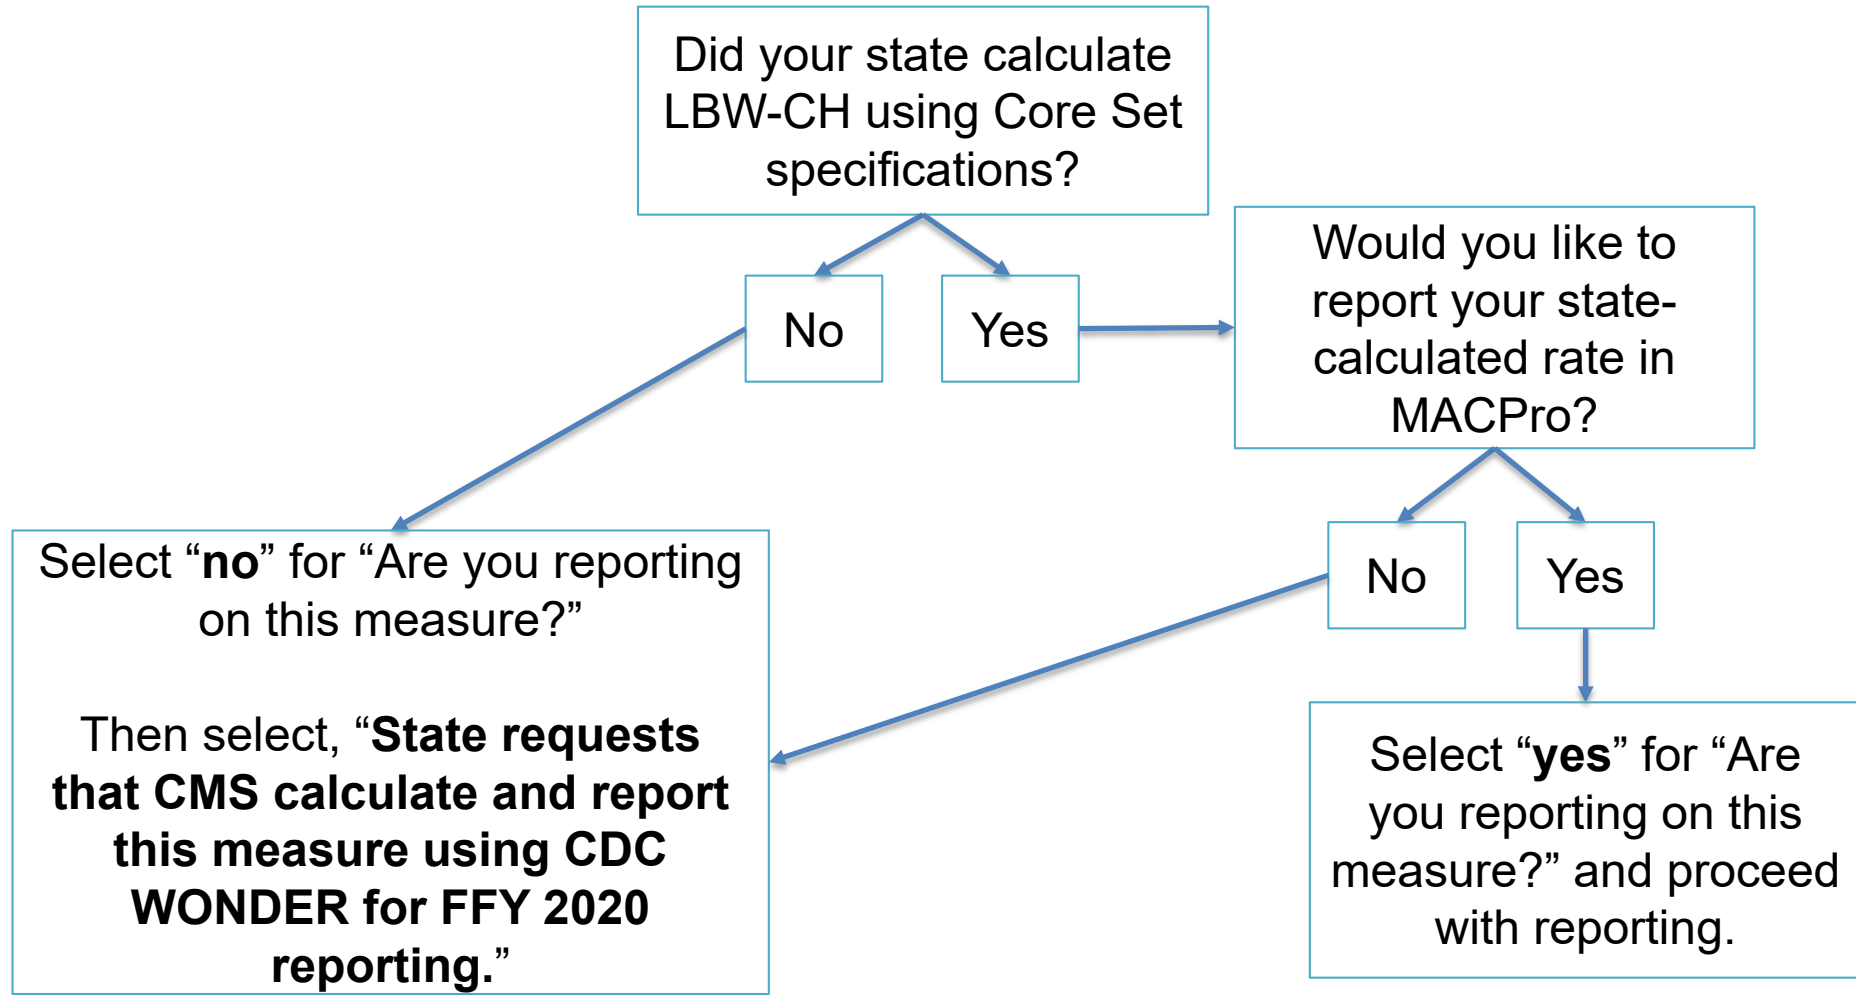 Did your state calculate
LBW-CH using Core Set
specifications?
No
Yes
Would you like to
report your state-
calculated rate in
MACPro?
No
Yes
Select “no” for “Are you reporting
on this measure?”
Then select, “State requests
that CMS calculate and report
this measure using CDC
WONDER for FFY 2020
reporting.”
Select “yes” for “Are
you reporting on this
measure?” and proceed
with reporting.